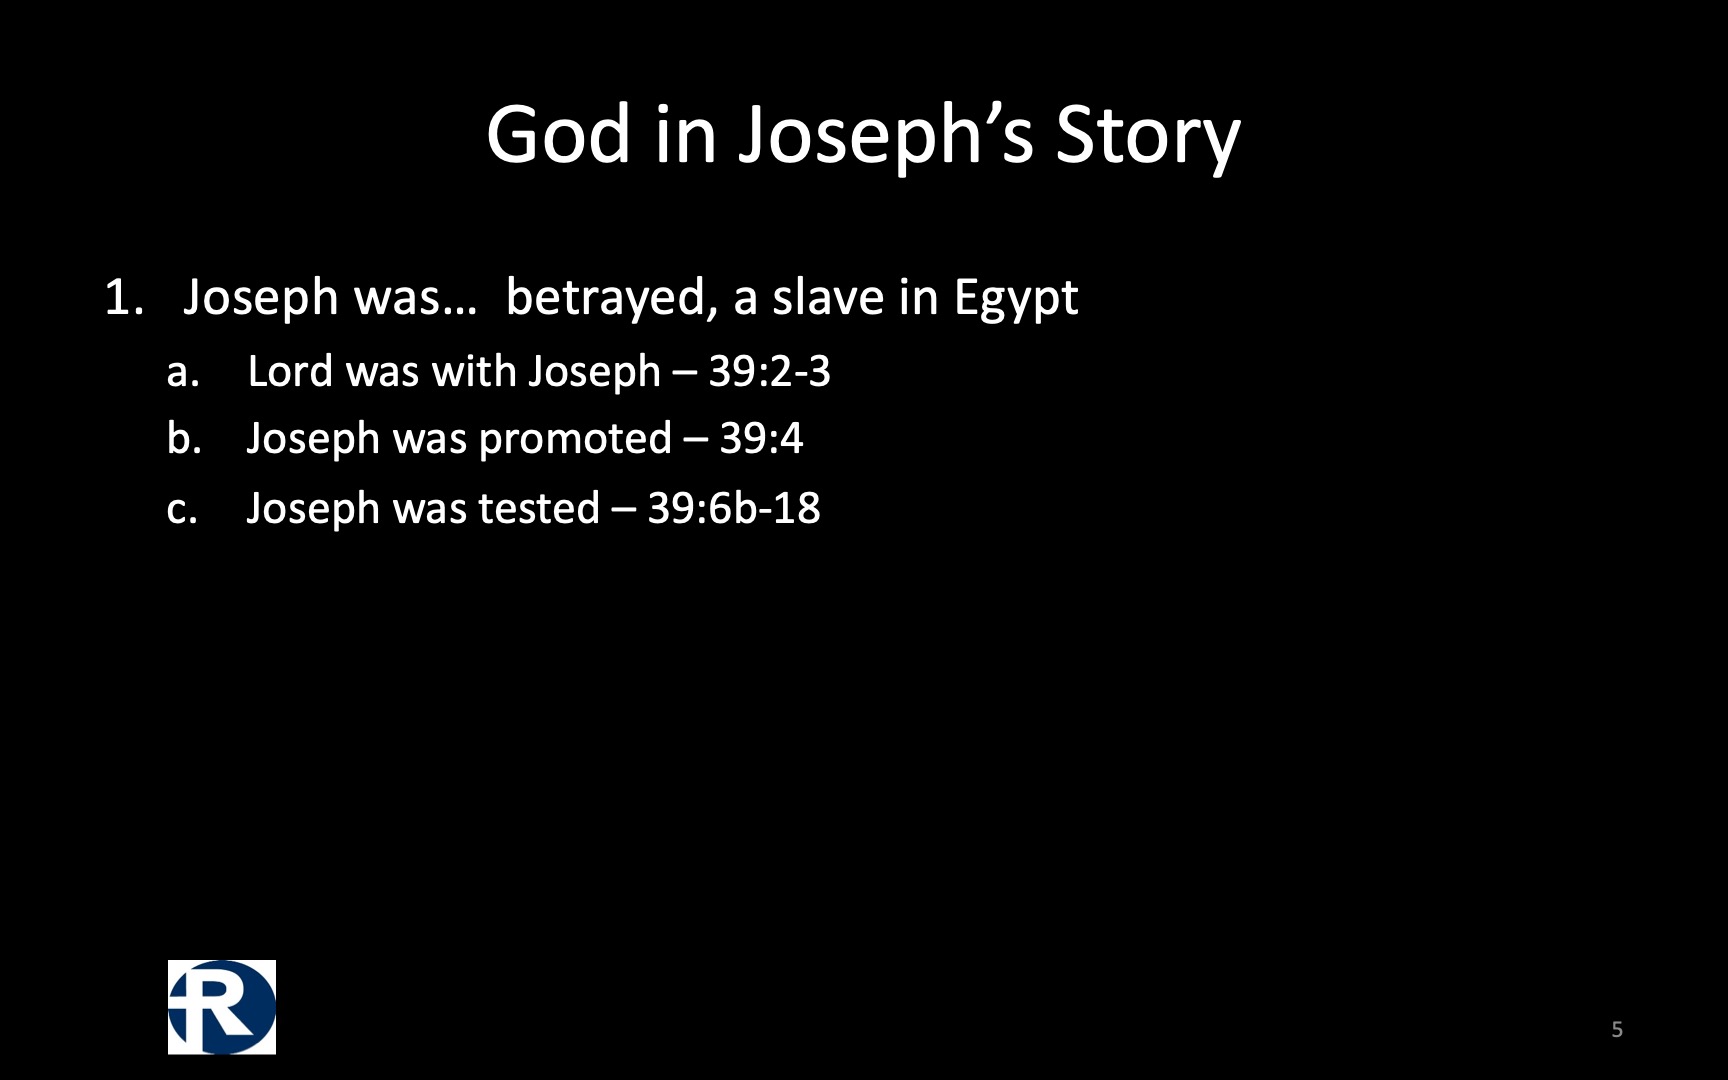 God in Joseph’s Story
1. Joseph was… betrayed, a slave in Egypt
a. Lord was with Joseph – 39:2-3
b. Joseph was promoted – 39:4
c. Joseph was tested – 39:6b-18
R
5